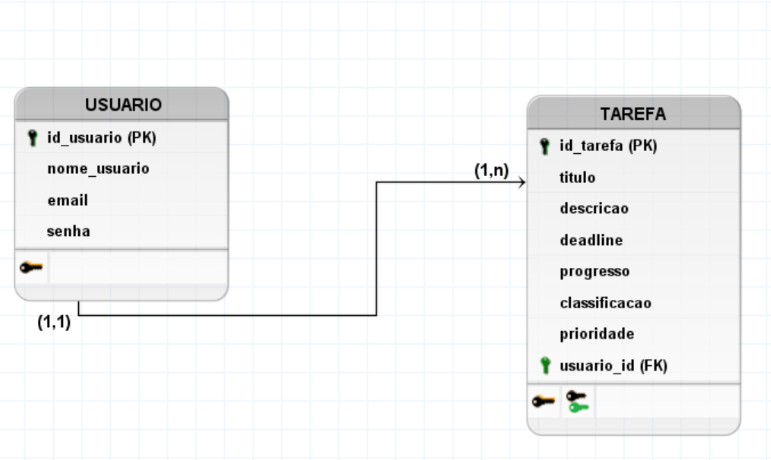 USUARIO
id_usuario (PK)
nome_usuario
email
senha
(1,1)
(1,n)
TAREFA
id_tarefa (PK)
titulo
descricao
deadline
progresso
classificacao
prioridade
usuario_id (FK)